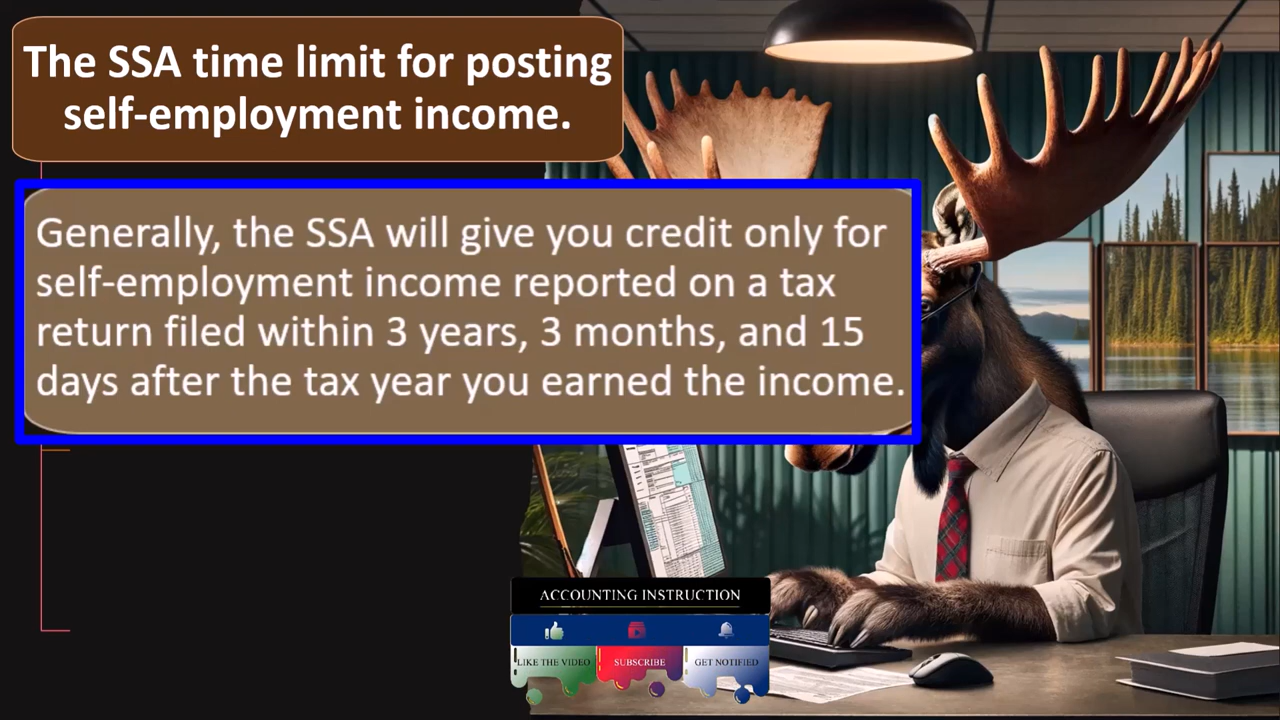 The SSA time limit for posting
self-employment income.
Generally, the SSA will give you credit only for
self-employment income reported on a tax
return filed within 3 years, 3 months, and 15
days after the tax year you earned the income.
ACCOUNTING INSTRUCTION
LIKE THE VIDEO
SUBSCRIBE
GET NOTIFIED